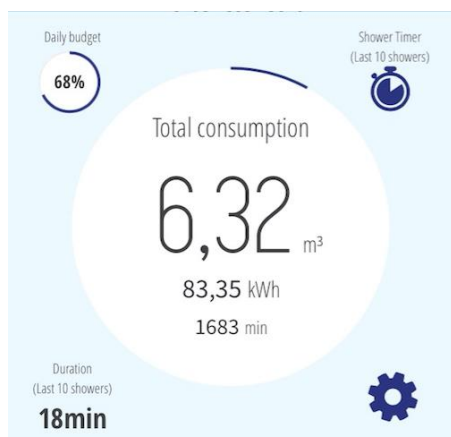 Daily budget
68%
Shower Timer
(Last 10 showers)
Total consumption
6,32 m³
83,35 kWh
1683 min
Duration
(Last 10 showers)
18min